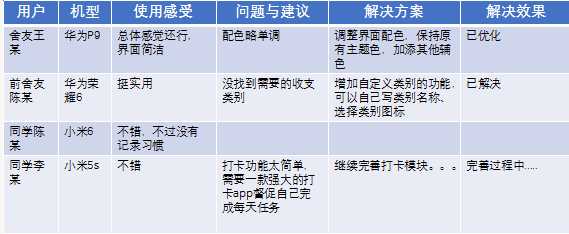 用户 机型 使用感受 问题与建议 解决方案 解决效果
舍友王某 华为P9 总体感觉还行,界面简洁 配色略单调 调整界面配色，保持原有主题色，加添其他辅色 已优化
前舍友陈某 华为荣耀6 挺实用 没找到需要的收支类别 增加自定义类别的功能，可以自己写类别名称、选择类别图标 已解决
同学陈某 小米6 不错，不过没有记录习惯
同学李某 小米5s 不错 打卡功能太简单，需要一款强大的打卡app督促自己完成每天任务 继续完善打卡模块。。。 完善过程中.....